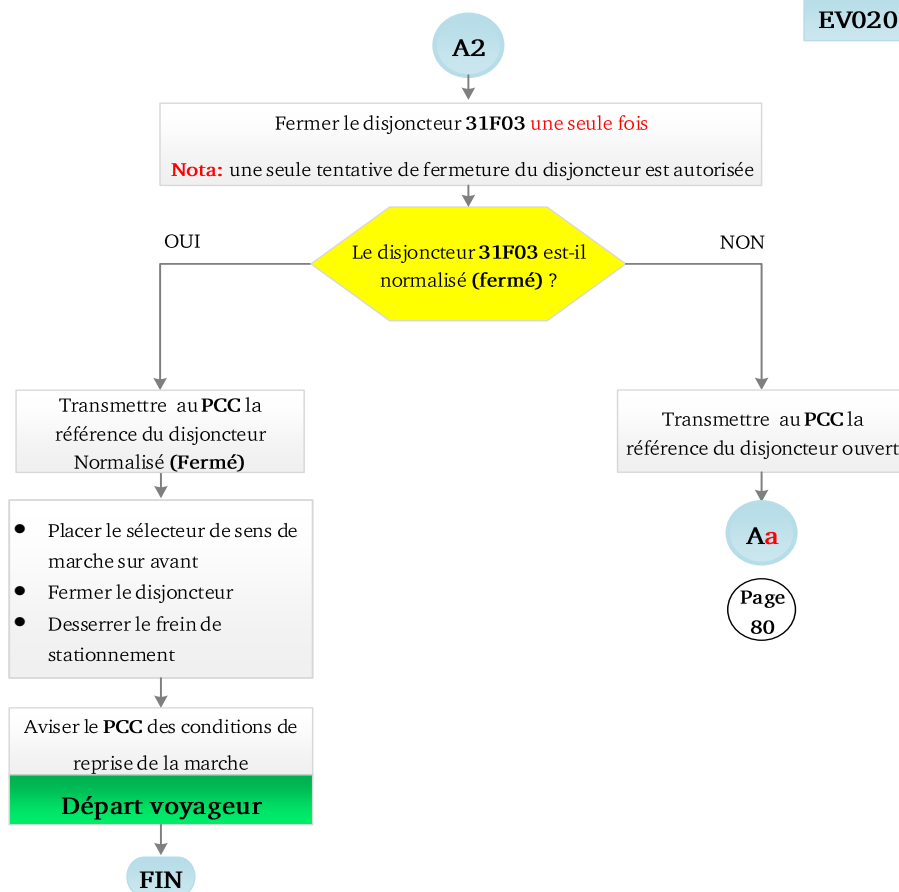 EV020
A2
Fermer le disjoncteur 31F03 une seule fois
Nota: une seule tentative de fermeture du disjoncteur est autorisée
OUI
NON
Le disjoncteur 31F03 est-il
normalisé (fermé) ?
Transmettre au PCC la
référence du disjoncteur
Normalisé (Fermé)
Transmettre au PCC la
référence du disjoncteur ouvert
• Placer le sélecteur de sens de
marche sur avant
• Fermer le disjoncteur
• Desserrer le frein de
stationnement
Aa
Page
80
Aviser le PCC des conditions de
reprise de la marche
Départ voyageur
FIN